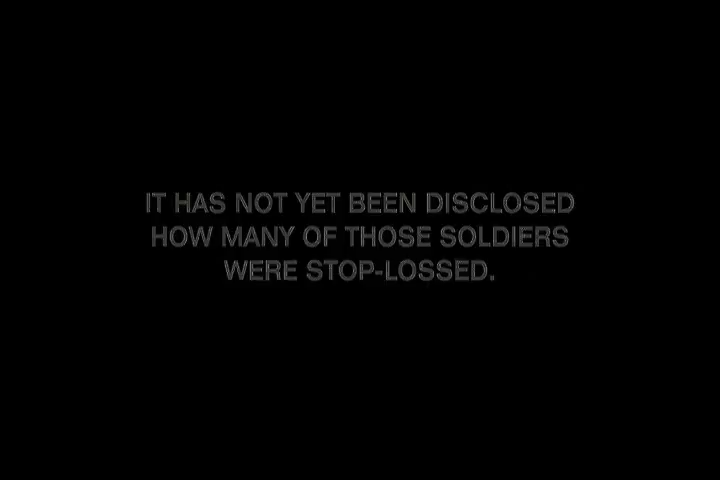 IT HAS NOT YET BEEN DISCLOSED
HOW MANY OF THOSE SOLDIERS
WERE STOP-LOSSED.